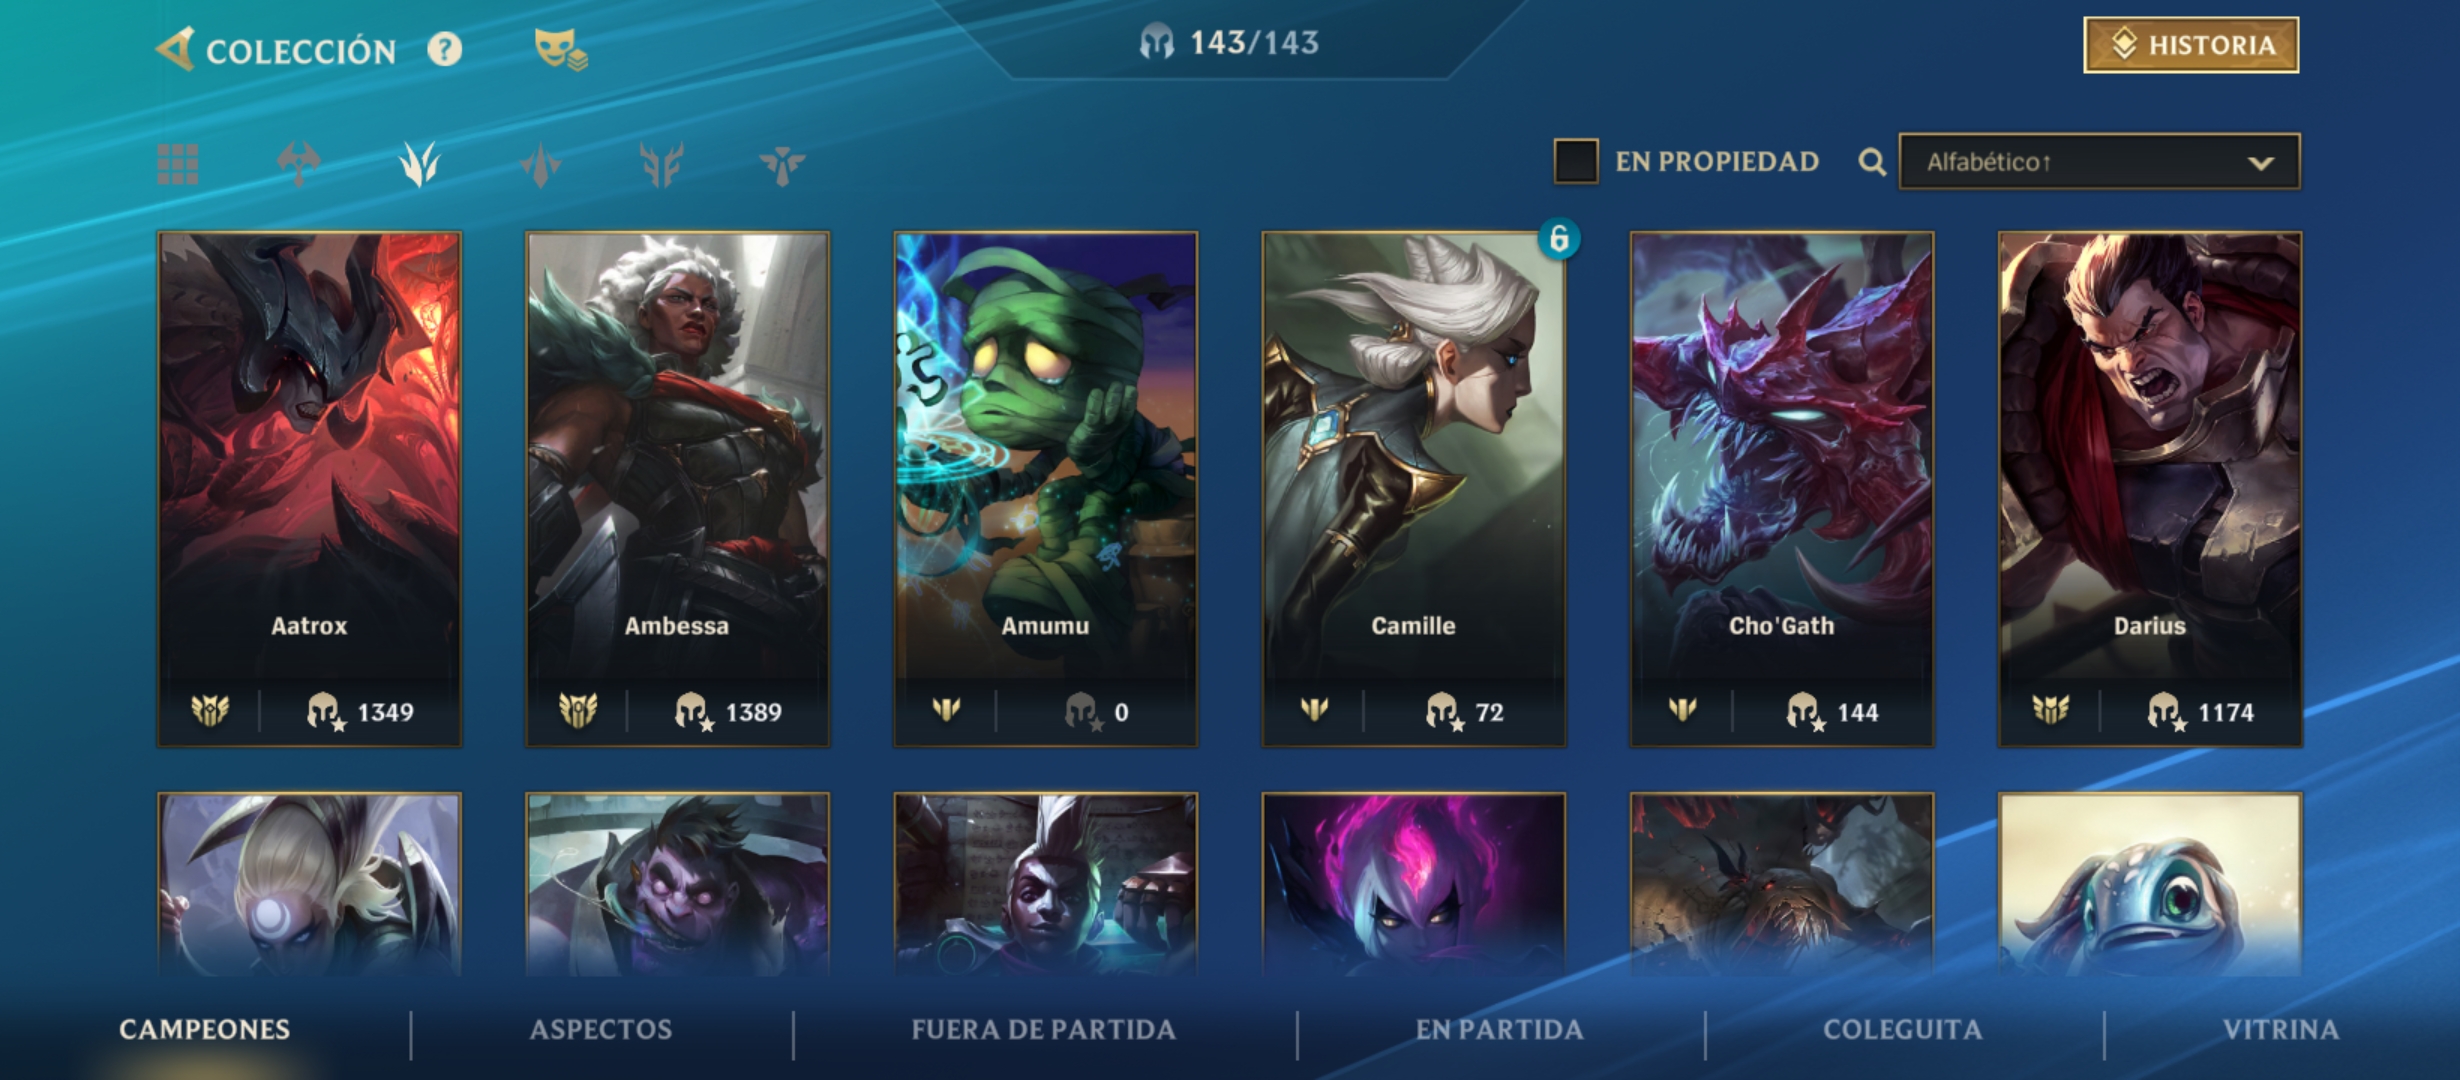 COLECCIÓN ?
143/143
HISTORIA
EN PROPIEDAD
Alfabético↑
Aatrox
Ambessa
Amumu
Camille
Cho'Gath
Darius
1349
1389
0
72
144
1174
CAMPEONES
ASPECTOS
FUERA DE PARTIDA
EN PARTIDA
COLEGUITA
VITRINA